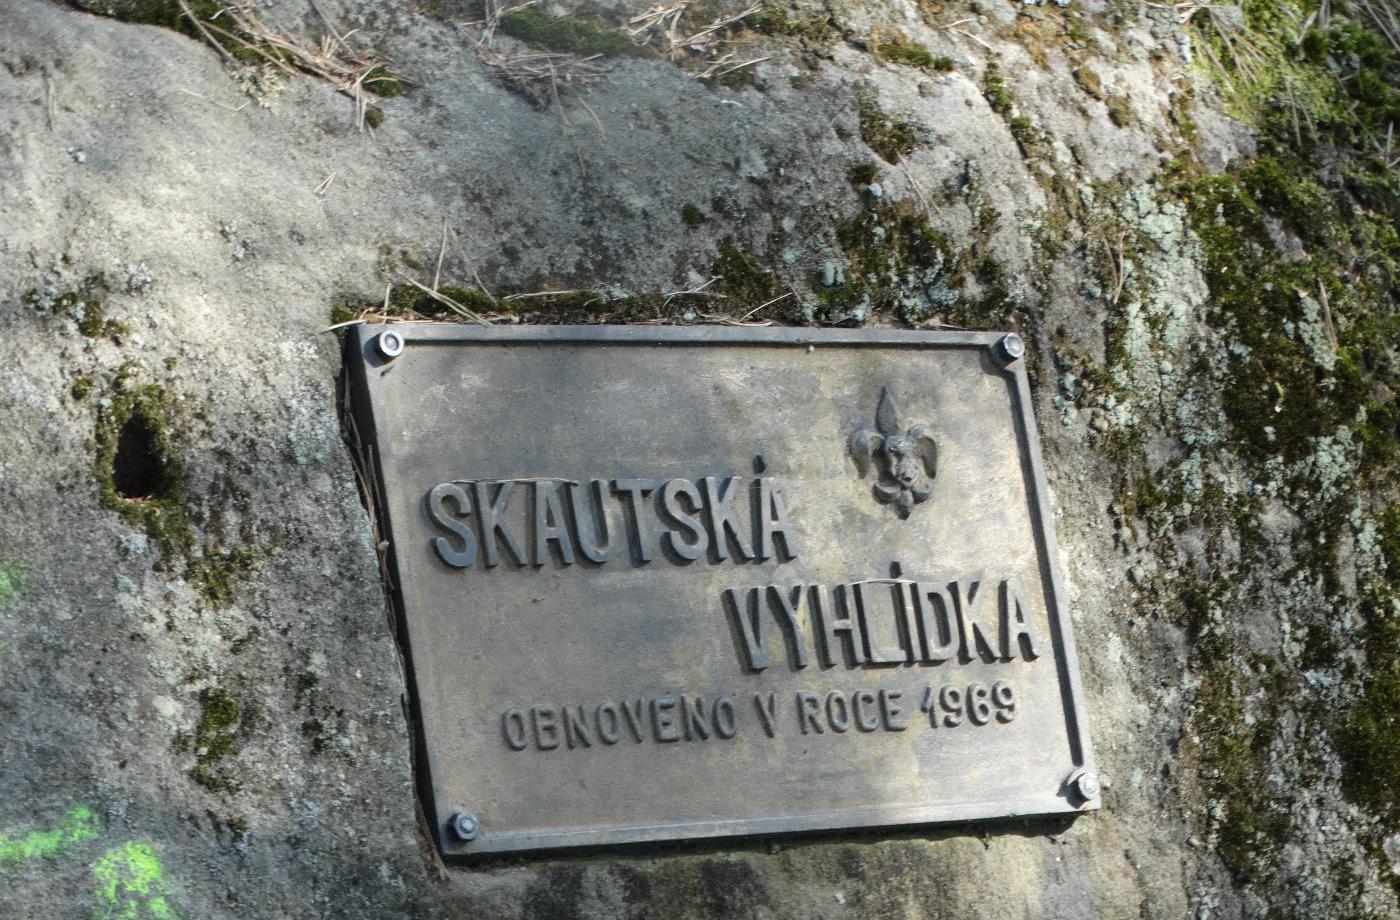 SKAUTSKÁ
VYHLÍDKA
OBNOVENO V ROCE 1969